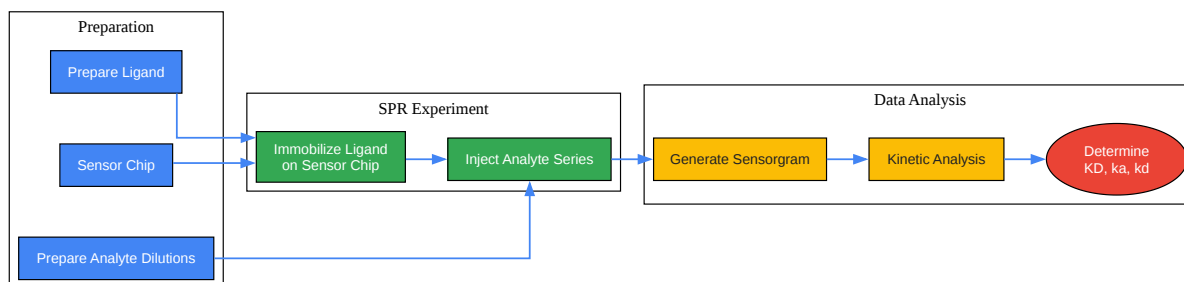 Preparation
Prepare Ligand
Sensor Chip
Prepare Analyte Dilutions
SPR Experiment
Immobilize Ligand
on Sensor Chip
Inject Analyte Series
Data Analysis
Generate Sensorgram
Kinetic Analysis
Determine
KD, ka, kd